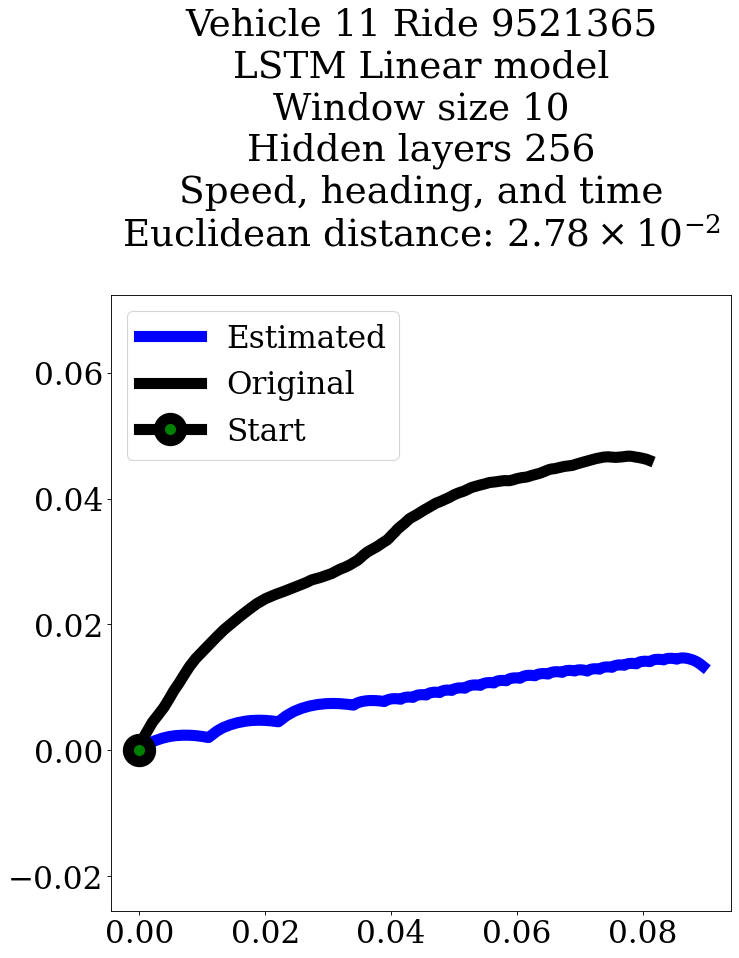 Vehicle 11 Ride 9521365
LSTM Linear model
Window size 10
Hidden layers 256
Speed, heading, and time
Euclidean distance: 2.78 × 10⁻²
Estimated
Original
Start
0.06
0.04
0.02
0.00
−0.02
0.00 0.02 0.04 0.06 0.08